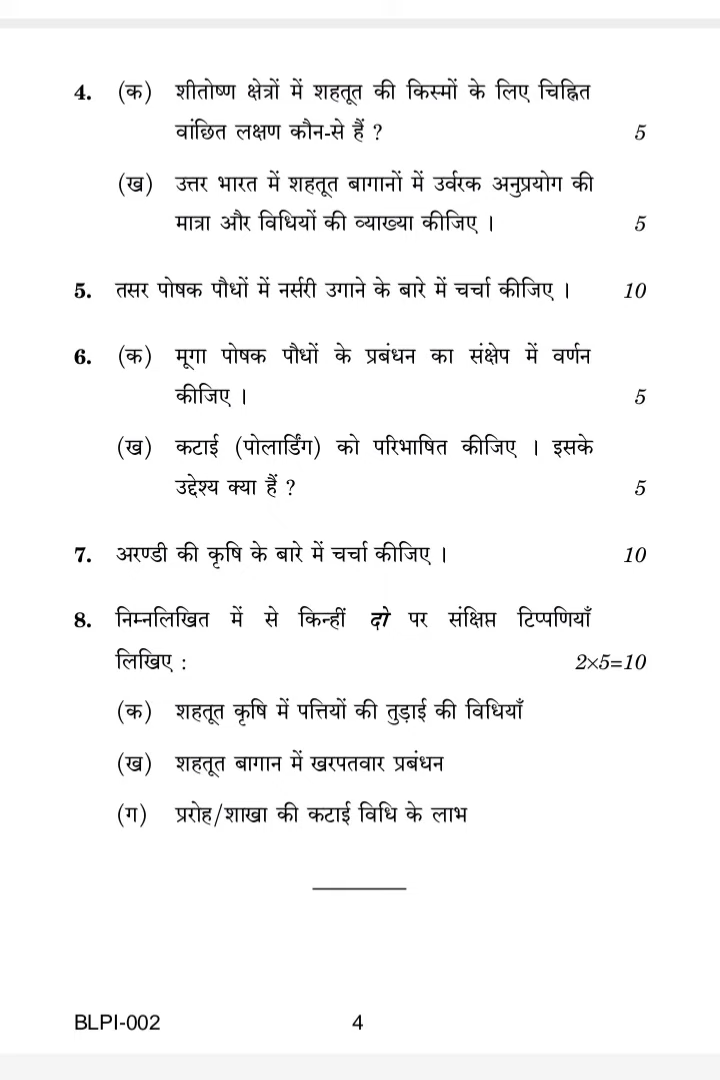 4. (क) शीतोष्ण क्षेत्रों में शहतूत की किस्मों के लिए चिह्नित
वांछित लक्षण कौन-से हैं ? 5
(ख) उत्तर भारत में शहतूत बागानों में उर्वरक अनुप्रयोग की
मात्रा और विधियों की व्याख्या कीजिए । 5
5. तसर पोषक पौधों में नर्सरी उगाने के बारे में चर्चा कीजिए । 10
6. (क) मूगा पोषक पौधों के प्रबंधन का संक्षेप में वर्णन
कीजिए । 5
(ख) कटाई (पोलार्डिंग) को परिभाषित कीजिए । इसके
उद्देश्य क्या हैं ? 5
7. अरण्डी की कृषि के बारे में चर्चा कीजिए । 10
8. निम्नलिखित में से किन्हीं दो पर संक्षिप्त टिप्पणियाँ
लिखिए : 2×5=10
(क) शहतूत कृषि में पत्तियों की तुड़ाई की विधियाँ
(ख) शहतूत बागान में खरपतवार प्रबंधन
(ग) प्ररोह/शाखा की कटाई विधि के लाभ
BLPI-002 4